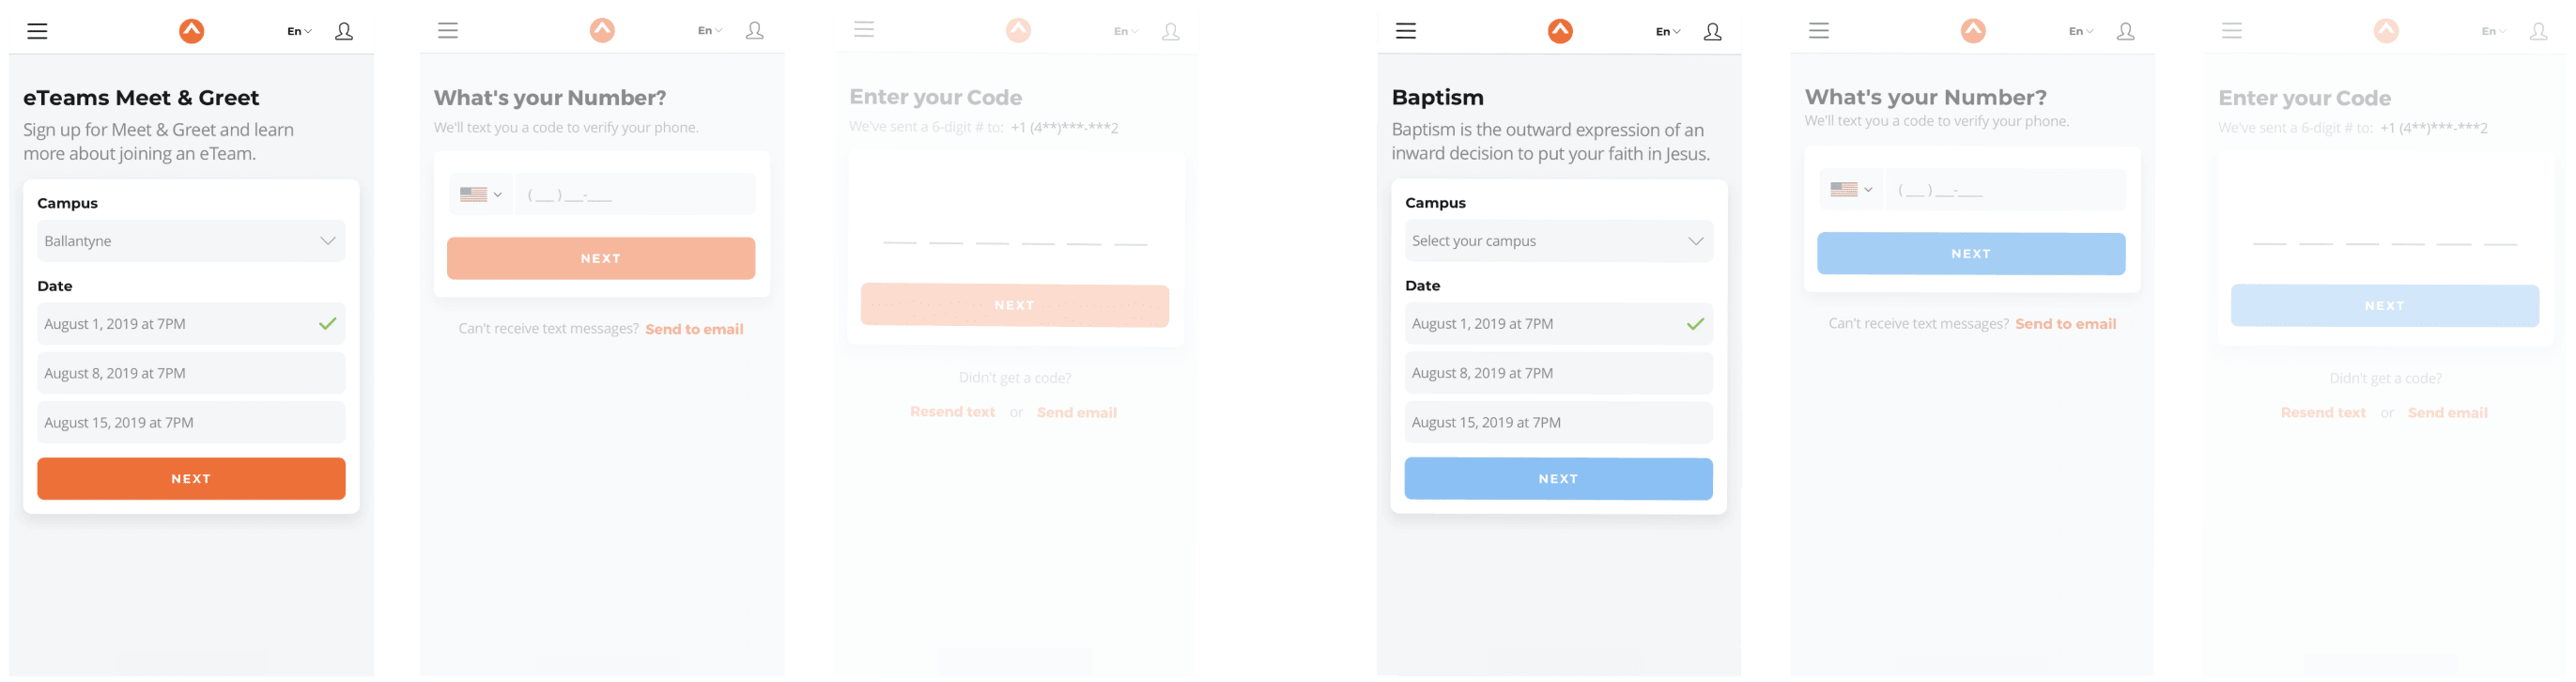 En
eTeams Meet & Greet
Sign up for Meet & Greet and learn
more about joining an eTeam.
Campus
Ballantyne
Date
August 1, 2019 at 7PM
August 8, 2019 at 7PM
August 15, 2019 at 7PM
NEXT
En
What's your Number?
We'll text you a code to verify your phone.
( __ ) __-___
NEXT
Can't receive text messages? Send to email
En
Enter your Code
We've sent a 6-digit # to: +1 (4**)***-***2
NEXT
Didn't get a code?
Resend text or Send email
En
Baptism
Baptism is the outward expression of an
inward decision to put your faith in Jesus.
Campus
Select your campus
Date
August 1, 2019 at 7PM
August 8, 2019 at 7PM
August 15, 2019 at 7PM
NEXT
En
What's your Number?
We'll text you a code to verify your phone.
( __ ) __-___
NEXT
Can't receive text messages? Send to email
En
Enter your Code
We've sent a 6-digit # to: +1 (4**)***-***2
NEXT
Didn't get a code?
Resend text or Send email